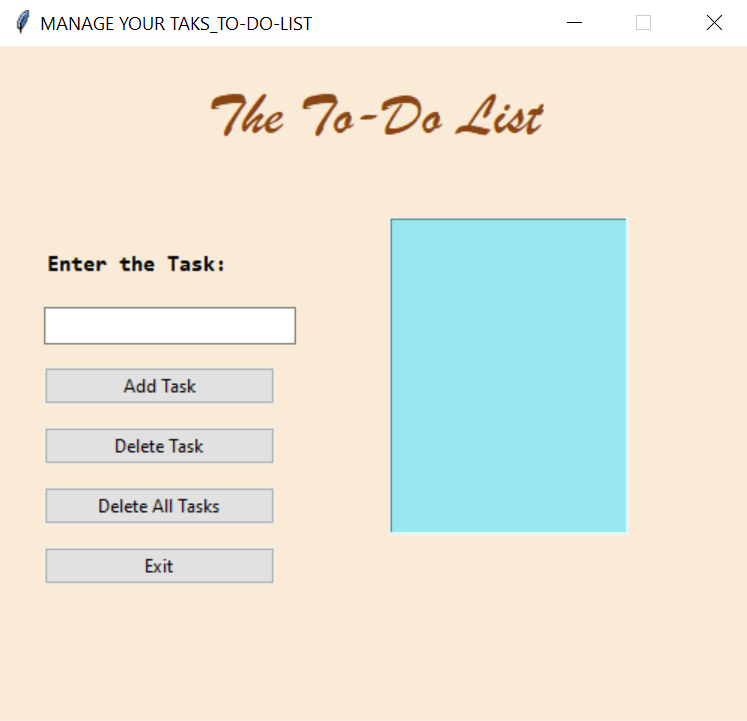 MANAGE YOUR TAKS_TO-DO-LIST
The To-Do List
Enter the Task:
Add Task
Delete Task
Delete All Tasks
Exit